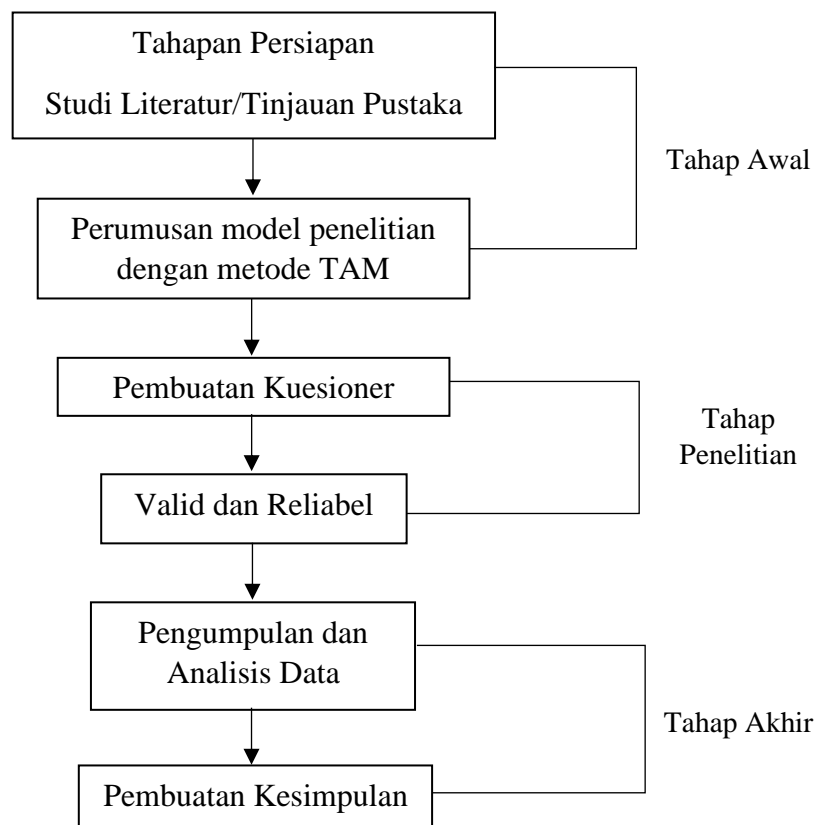 Tahapan Persiapan
Studi Literatur/Tinjauan Pustaka
Tahap Awal
Perumusan model penelitian
dengan metode TAM
Pembuatan Kuesioner
Tahap
Penelitian
Valid dan Reliabel
Pengumpulan dan
Analisis Data
Tahap Akhir
Pembuatan Kesimpulan